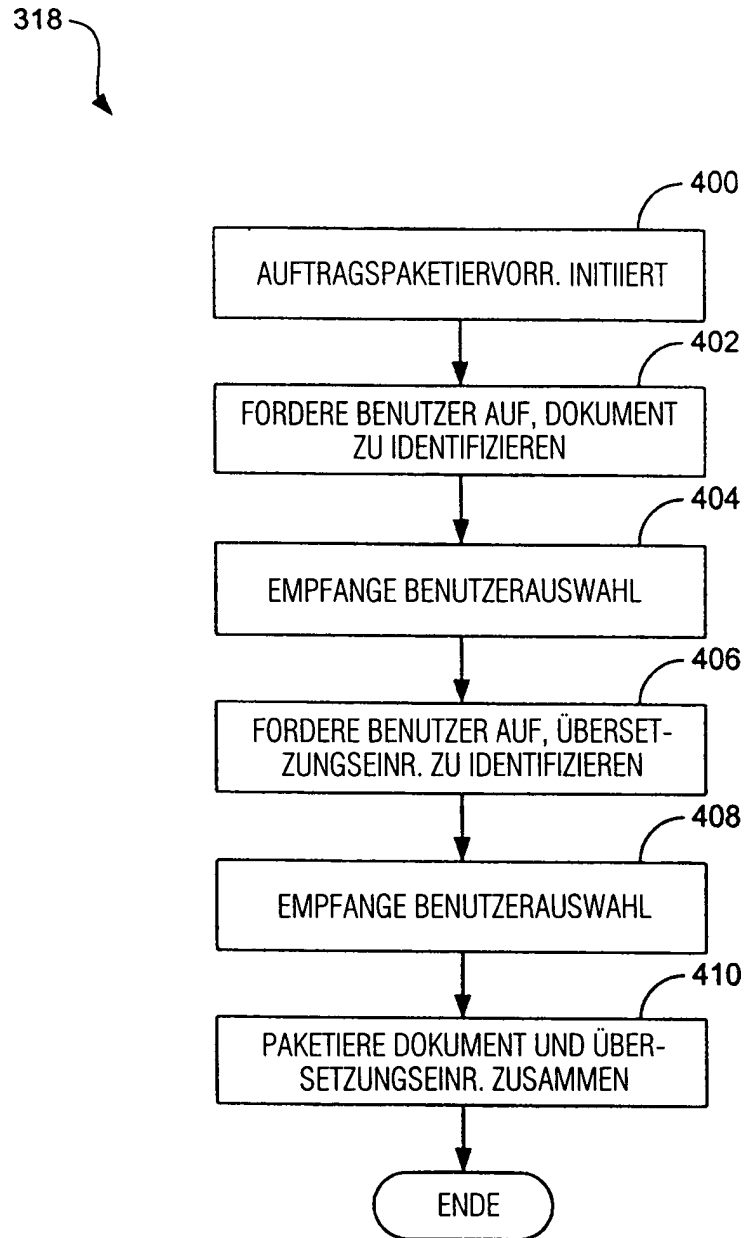 318
400
AUFTRAGSPAKETIERVORR. INITIIERT
402
FORDERE BENUTZER AUF, DOKUMENT
ZU IDENTIFIZIEREN
404
EMPFANGE BENUTZERAUSWAHL
406
FORDERE BENUTZER AUF, ÜBERSET-
ZUNGSEINR. ZU IDENTIFIZIEREN
408
EMPFANGE BENUTZERAUSWAHL
410
PAKETIERE DOKUMENT UND ÜBER-
SETZUNGSEINR. ZUSAMMEN
ENDE